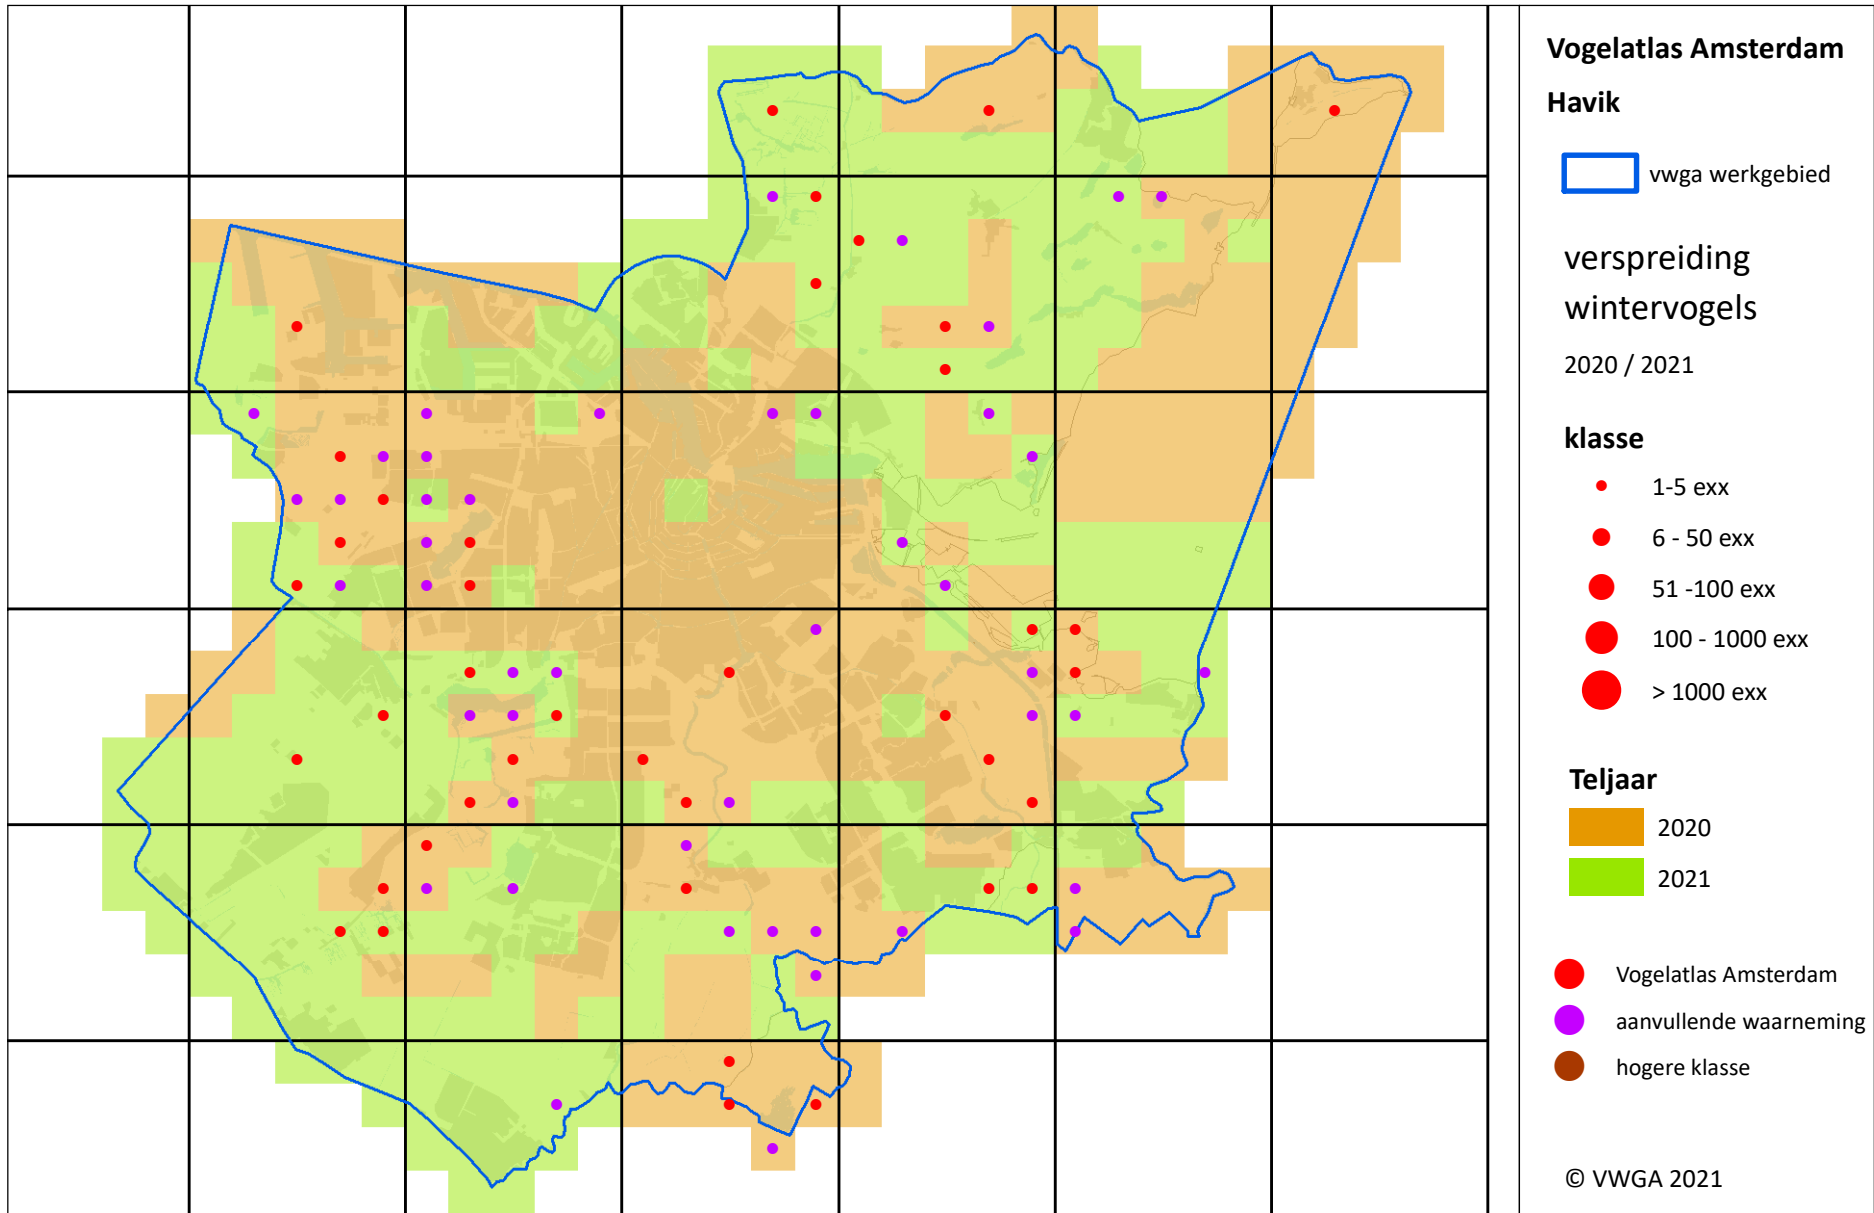 Vogelatlas Amsterdam
Havik
vwga werkgebied
verspreiding
wintervogels
2020 / 2021
klasse
1-5 exx
6 - 50 exx
51 -100 exx
100 - 1000 exx
> 1000 exx
Teljaar
2020
2021
Vogelatlas Amsterdam
aanvullende waarneming
hogere klasse
© VWGA 2021